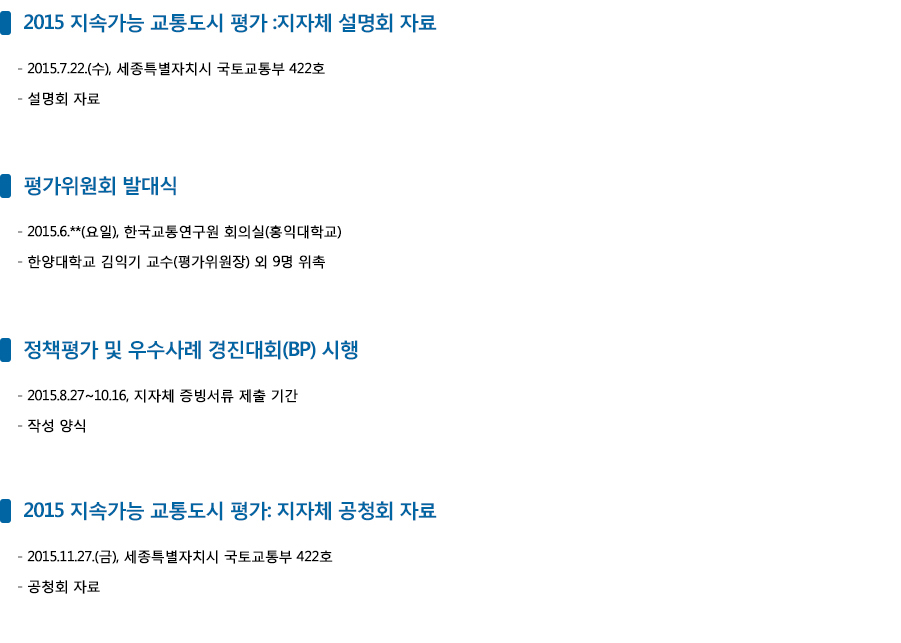 2015 지속가능 교통도시 평가 :지자체 설명회 자료
- 2015.7.22.(수), 세종특별자치시 국토교통부 422호
- 설명회 자료
평가위원회 발대식
- 2015.6.**(요일), 한국교통연구원 회의실(홍익대학교)
- 한양대학교 김익기 교수(평가위원장) 외 9명 위촉
정책평가 및 우수사례 경진대회(BP) 시행
- 2015.8.27~10.16, 지자체 증빙서류 제출 기간
- 작성 양식
2015 지속가능 교통도시 평가: 지자체 공청회 자료
- 2015.11.27.(금), 세종특별자치시 국토교통부 422호
- 공청회 자료